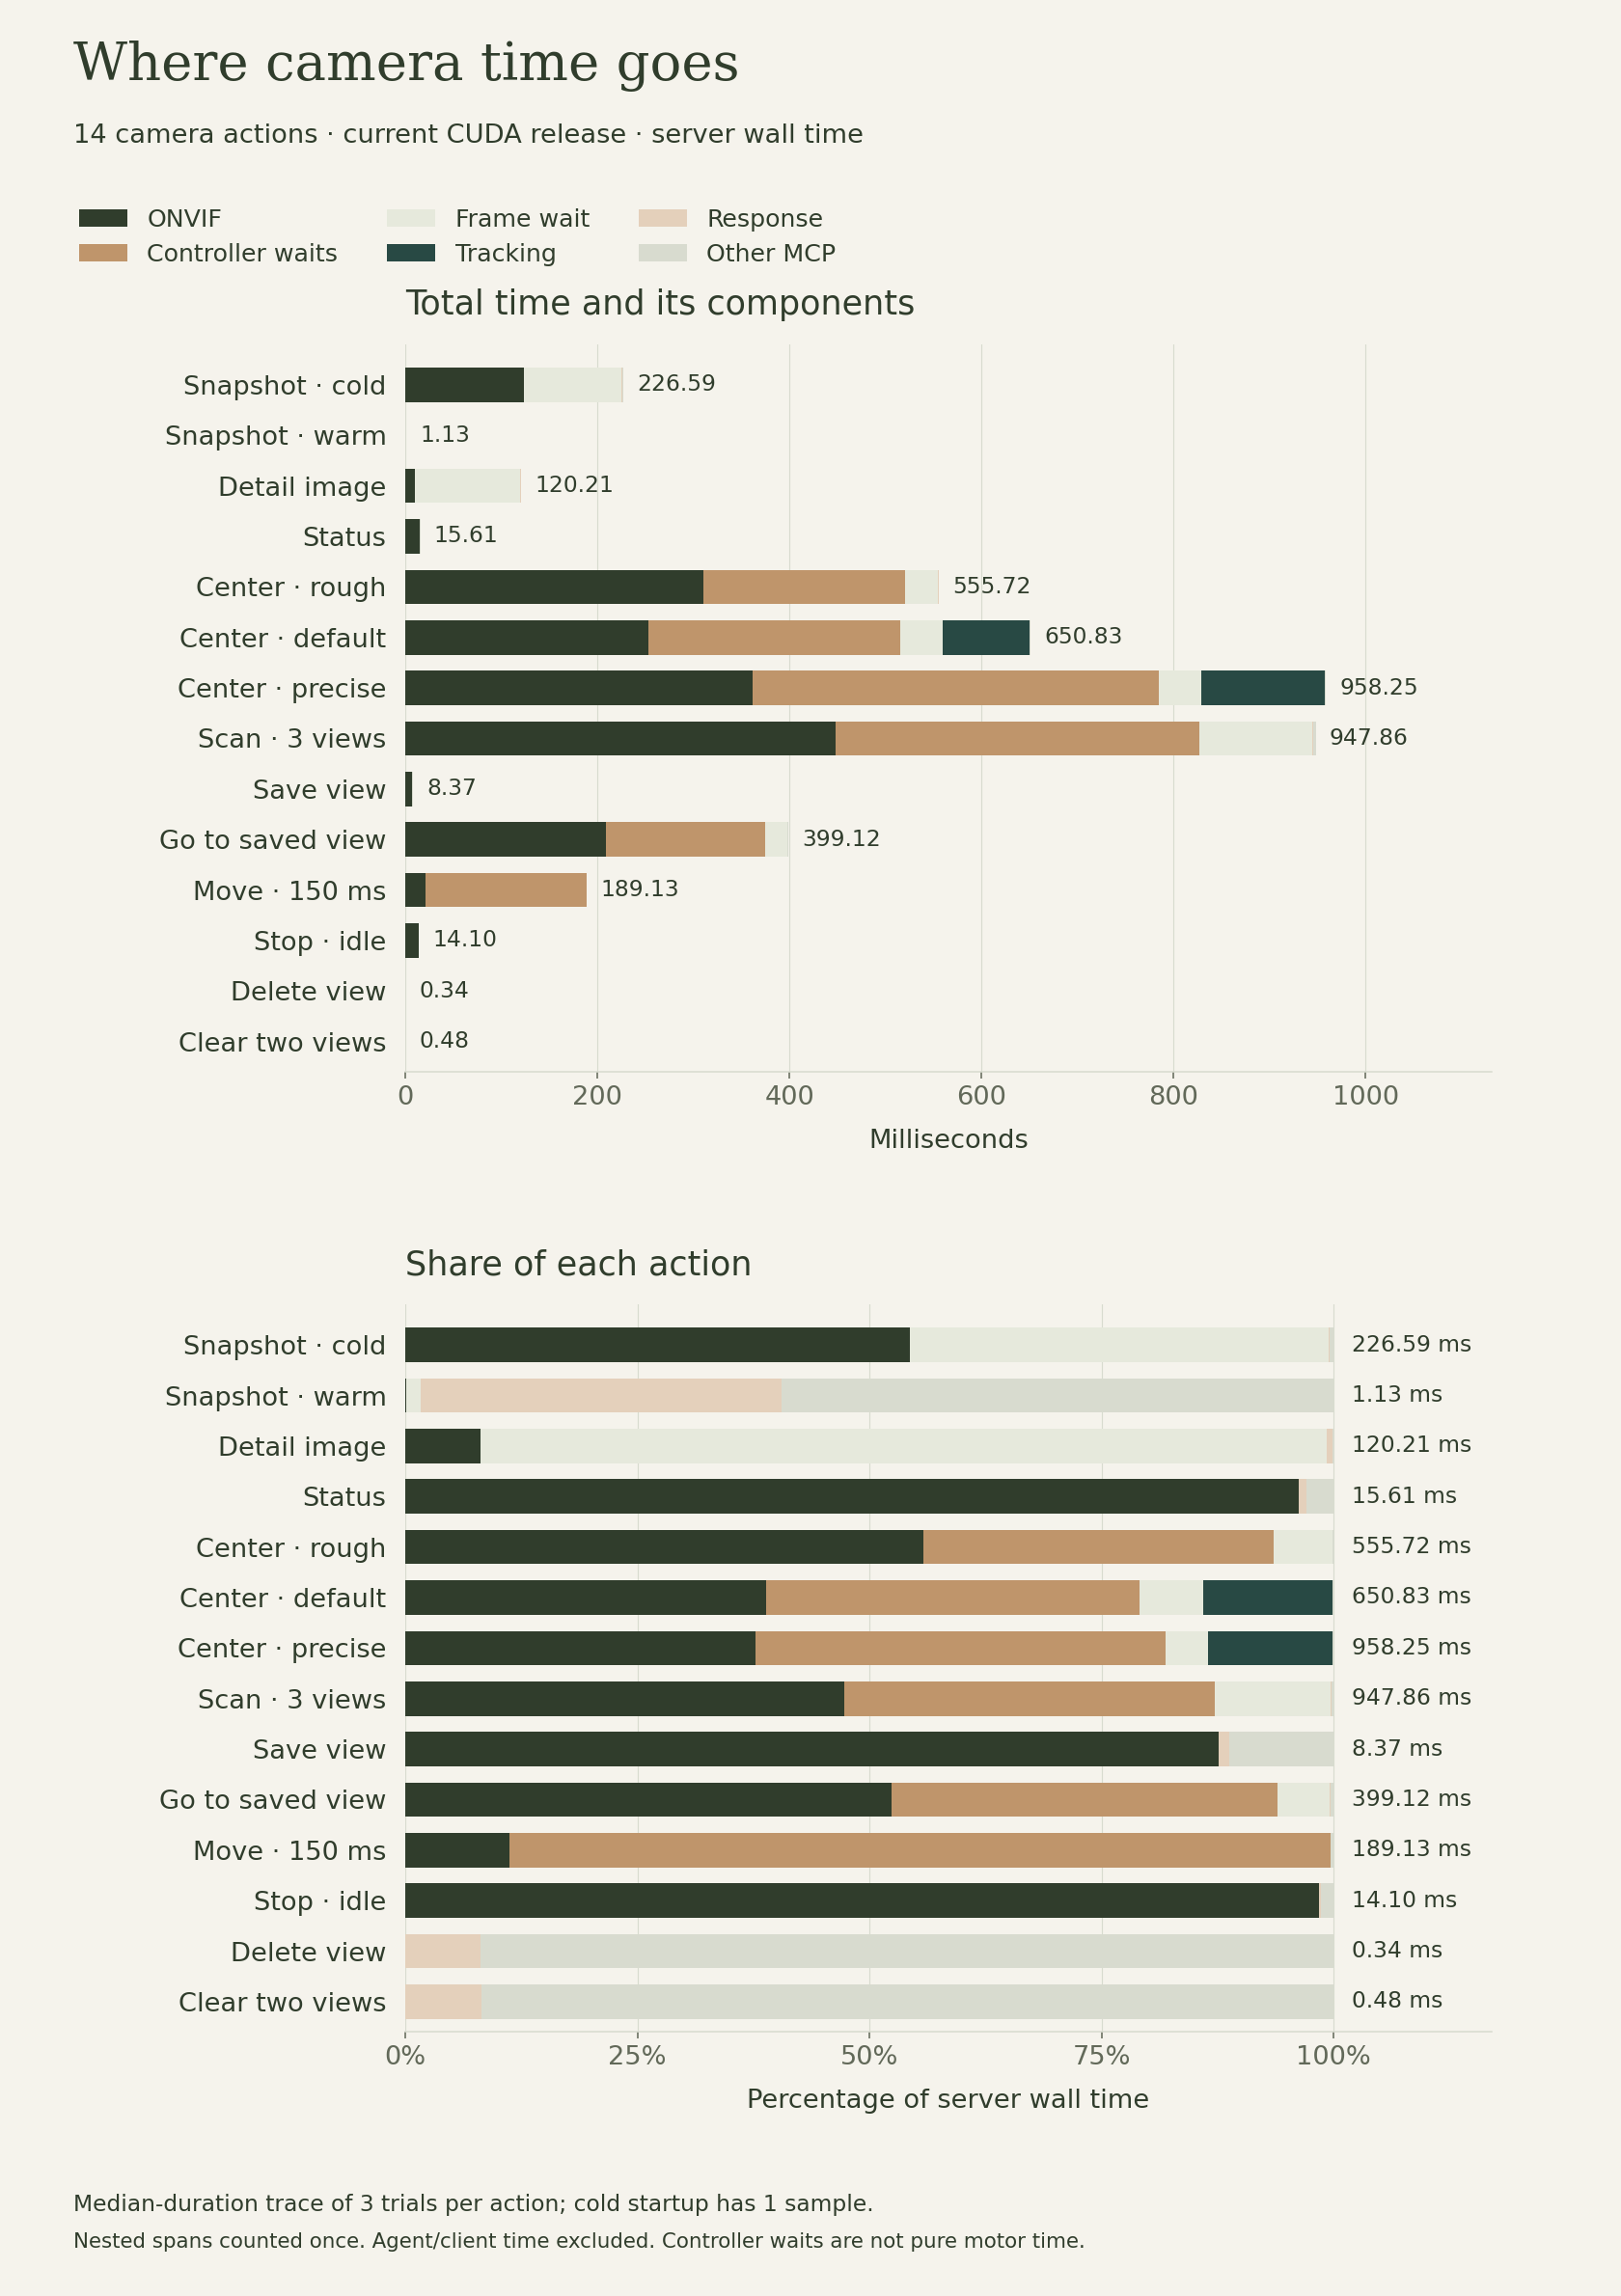 Where camera time goes
14 camera actions · current CUDA release · server wall time
ONVIF
Frame wait
Response
Controller waits
Tracking
Other MCP
Total time and its components
Snapshot · cold 226.59
Snapshot · warm 1.13
Detail image 120.21
Status 15.61
Center · rough 555.72
Center · default 650.83
Center · precise 958.25
Scan · 3 views 947.86
Save view 8.37
Go to saved view 399.12
Move · 150 ms 189.13
Stop · idle 14.10
Delete view 0.34
Clear two views 0.48
0 200 400 600 800 1000
Milliseconds
Share of each action
Snapshot · cold 226.59 ms
Snapshot · warm 1.13 ms
Detail image 120.21 ms
Status 15.61 ms
Center · rough 555.72 ms
Center · default 650.83 ms
Center · precise 958.25 ms
Scan · 3 views 947.86 ms
Save view 8.37 ms
Go to saved view 399.12 ms
Move · 150 ms 189.13 ms
Stop · idle 14.10 ms
Delete view 0.34 ms
Clear two views 0.48 ms
0% 25% 50% 75% 100%
Percentage of server wall time
Median-duration trace of 3 trials per action; cold startup has 1 sample.
Nested spans counted once. Agent/client time excluded. Controller waits are not pure motor time.